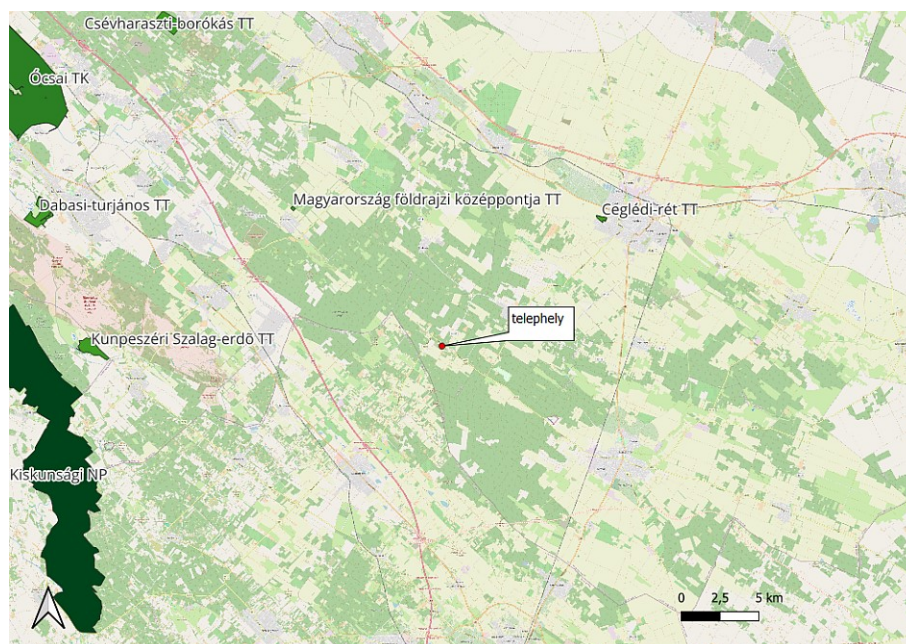 Csévharaszti-borókás TT
Ócsai TK
Dabasi-turjános TT
Magyarország földrajzi középpontja TT
Céglédi-rét TT
telephely
Kunpeszéri Szalag-erdő TT
Kiskunsági NP
0 2,5 5 km